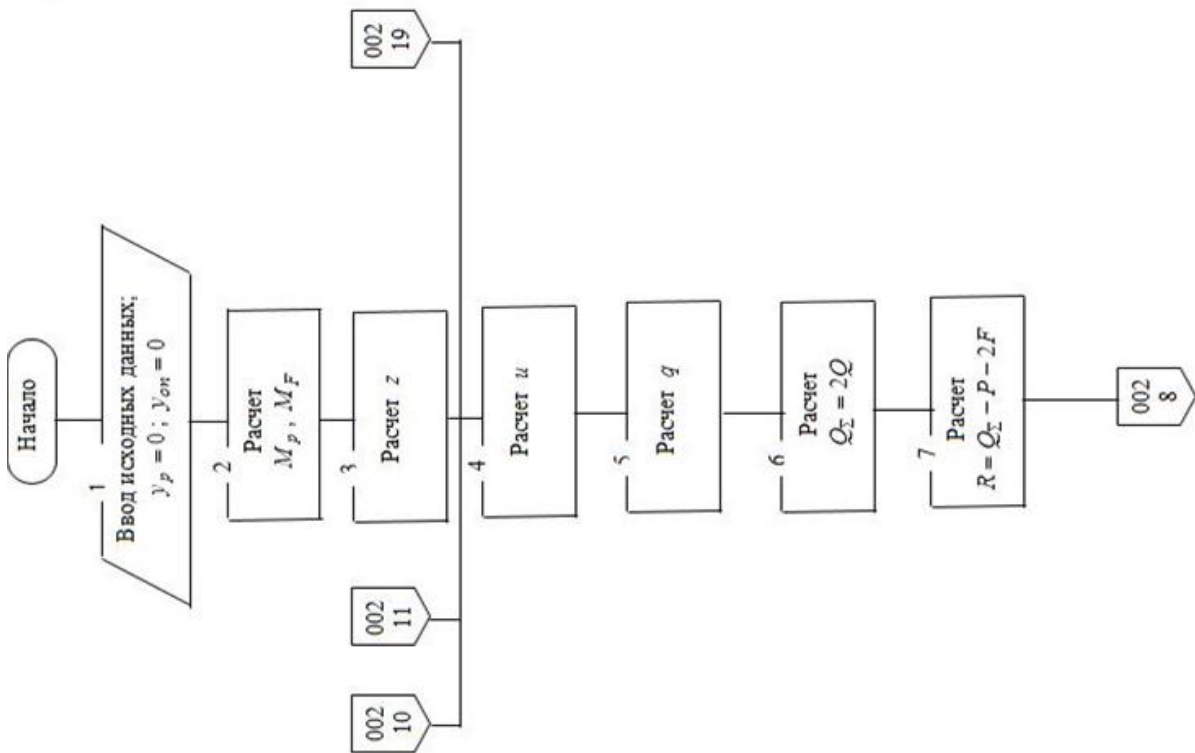 Начало
1
Ввод исходных данных;
y_p = 0; y_оп = 0
2
Расчет
M_p, M_F
3
Расчет z
002
10
002
11
002
19
4
Расчет u
5
Расчет q
6
Расчет
Q_Σ = 2Q
7
Расчет
R = Q_Σ − P − 2F
002
8